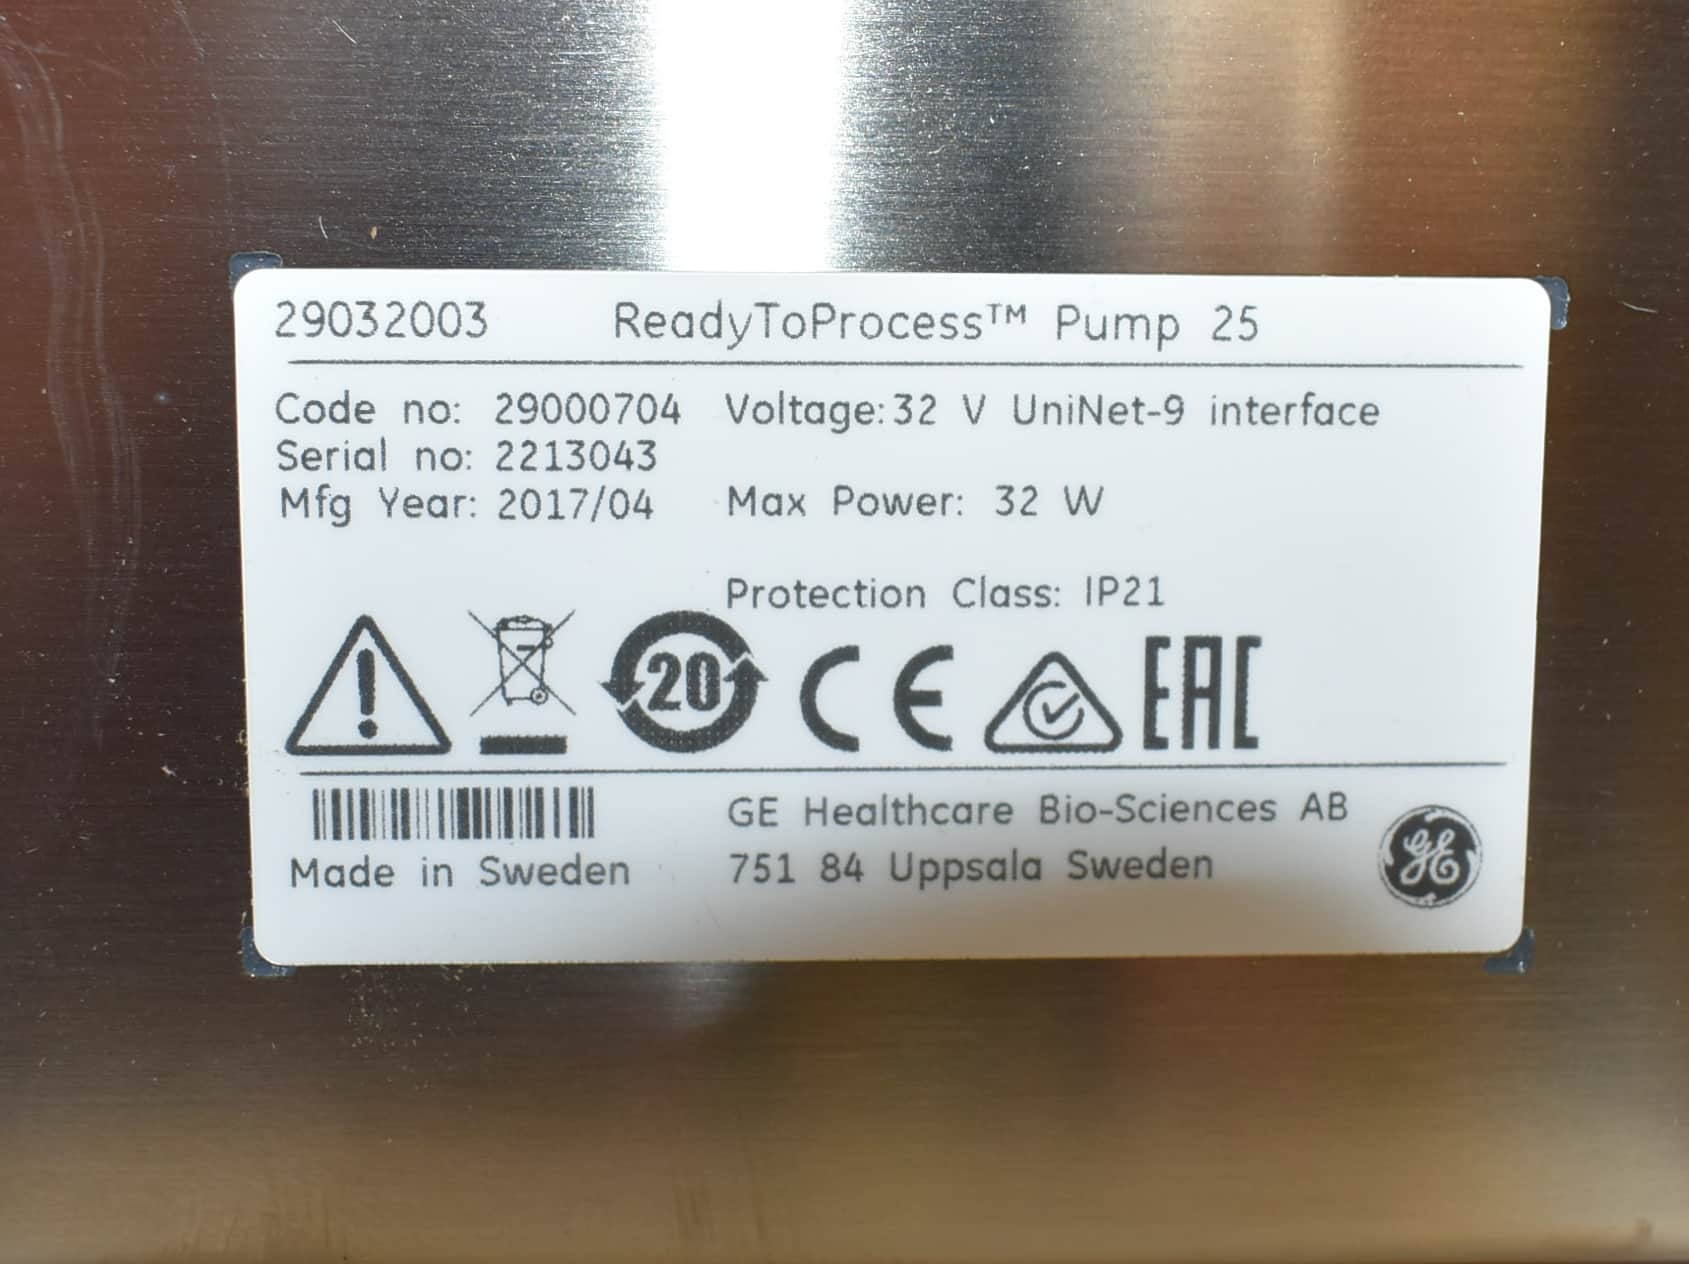 29032003 ReadyToProcess™ Pump 25
Code no: 29000704 Voltage: 32 V UniNet-9 interface
Serial no: 2213043
Mfg Year: 2017/04 Max Power: 32 W
Protection Class: IP21
20 CE EAC
GE Healthcare Bio-Sciences AB
Made in Sweden 751 84 Uppsala Sweden
GE